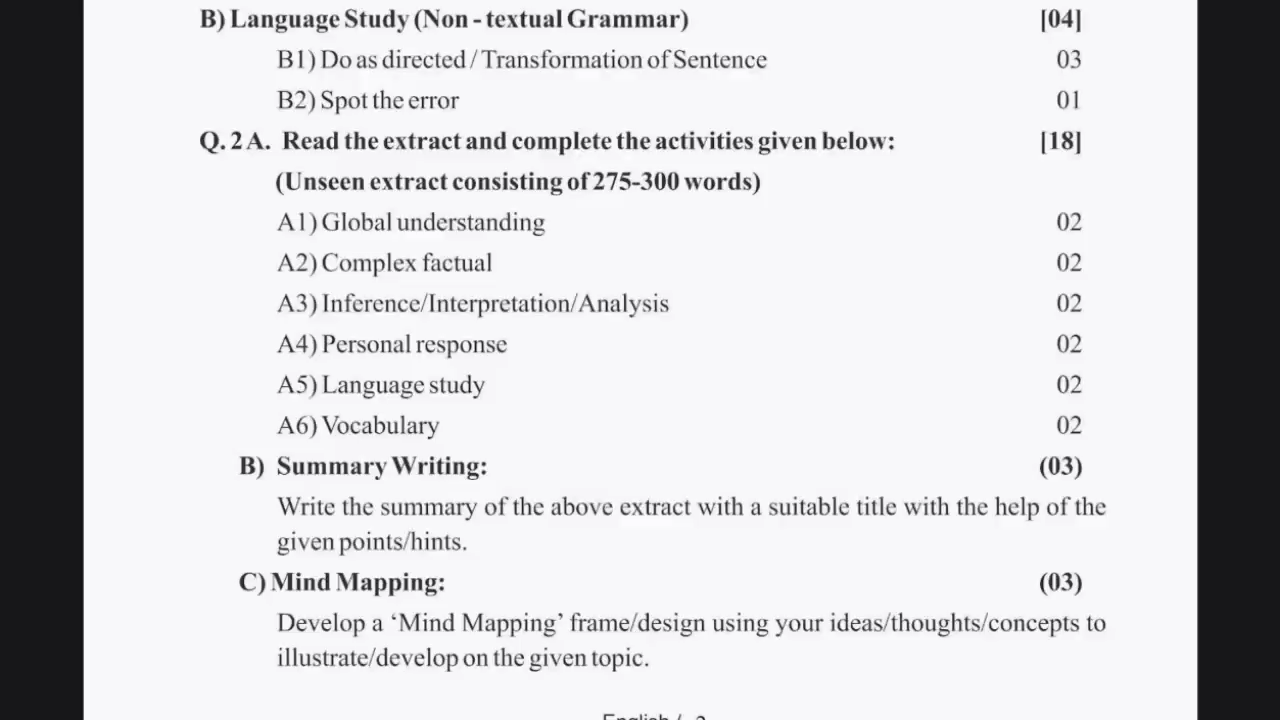 B) Language Study (Non - textual Grammar) [04]
B1) Do as directed / Transformation of Sentence 03
B2) Spot the error 01
Q. 2 A. Read the extract and complete the activities given below: [18]
(Unseen extract consisting of 275-300 words)
A1) Global understanding 02
A2) Complex factual 02
A3) Inference/Interpretation/Analysis 02
A4) Personal response 02
A5) Language study 02
A6) Vocabulary 02
B) Summary Writing: (03)
Write the summary of the above extract with a suitable title with the help of the
given points/hints.
C) Mind Mapping: (03)
Develop a ‘Mind Mapping’ frame/design using your ideas/thoughts/concepts to
illustrate/develop on the given topic.
English /